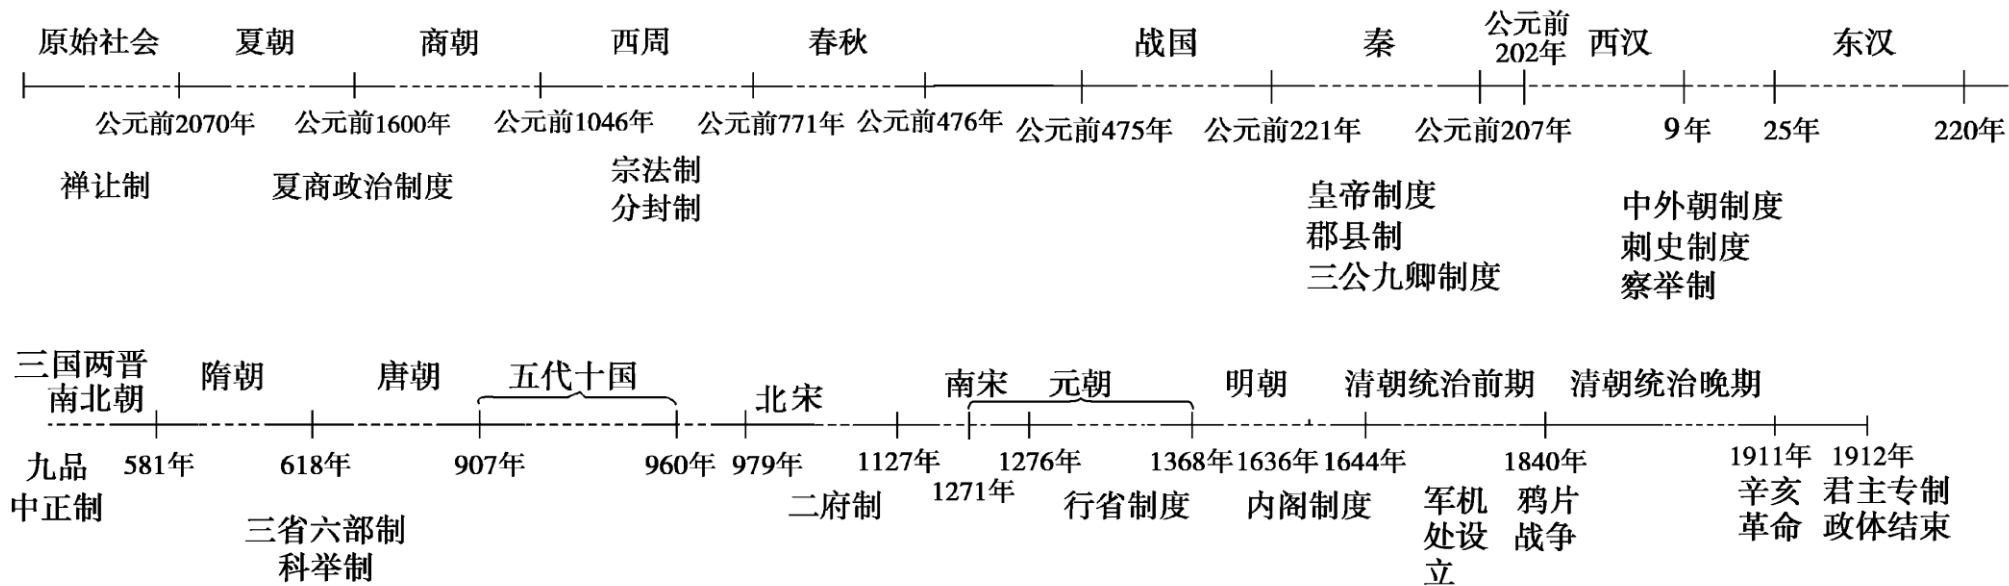 原始社会 夏朝 商朝 西周 春秋 战国 秦 公元前 202年 西汉 东汉
公元前2070年 公元前1600年 公元前1046年 公元前771年 公元前476年 公元前475年 公元前221年 公元前207年 9年 25年 220年
禅让制
夏商政治制度
宗法制
分封制
皇帝制度
郡县制
三公九卿制度
中外朝制度
刺史制度
察举制
三国两晋
南北朝
隋朝 唐朝 五代十国 北宋 南宋 元朝 明朝 清朝统治前期 清朝统治晚期
581年 618年 907年 960年 979年 1127年 1271年 1276年 1368年 1636年 1644年 1840年 1911年 1912年
九品
中正制
三省六部制
科举制
二府制
行省制度
内阁制度
军机
处设
立
鸦片
战争
辛亥
革命
君主专制
政体结束